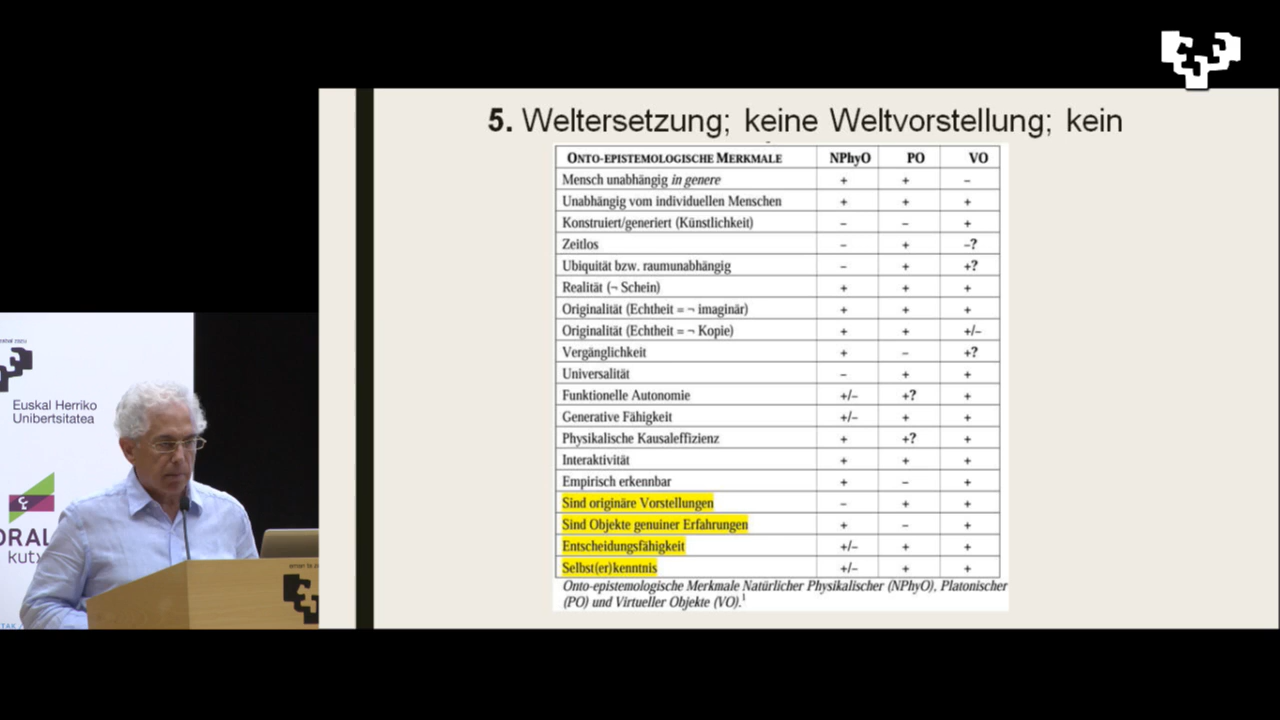 5. Weltersetzung; keine Weltvorstellung; kein
ONTO-EPISTEMOLOGISCHE MERKMALE NPhyO PO VO
Mensch unabhängig in genere + + –
Unabhängig vom individuellen Menschen + + +
Konstruiert/generiert (Künstlichkeit) – – +
Zeitlos – + –?
Ubiquität bzw. raumunabhängig – + +?
Realität (¬ Schein) + + +
Originalität (Echtheit = ¬ imaginär) + + +
Originalität (Echtheit = ¬ Kopie) + + +/–
Vergänglichkeit + – +?
Universalität – + +
Funktionelle Autonomie +/– +? +
Generative Fähigkeit +/– + +
Physikalische Kausaleffizienz + +? +
Interaktivität + + +
Empirisch erkennbar + – +
Sind originäre Vorstellungen – + +
Sind Objekte genuiner Erfahrungen + – +
Entscheidungsfähigkeit +/– + +
Selbst(er)kenntnis +/– + +
Onto-epistemologische Merkmale Natürlicher Physikalischer (NPhyO), Platonischer
(PO) und Virtueller Objekte (VO).1
Euskal Herriko
Unibertsitatea
ORAL
kutx